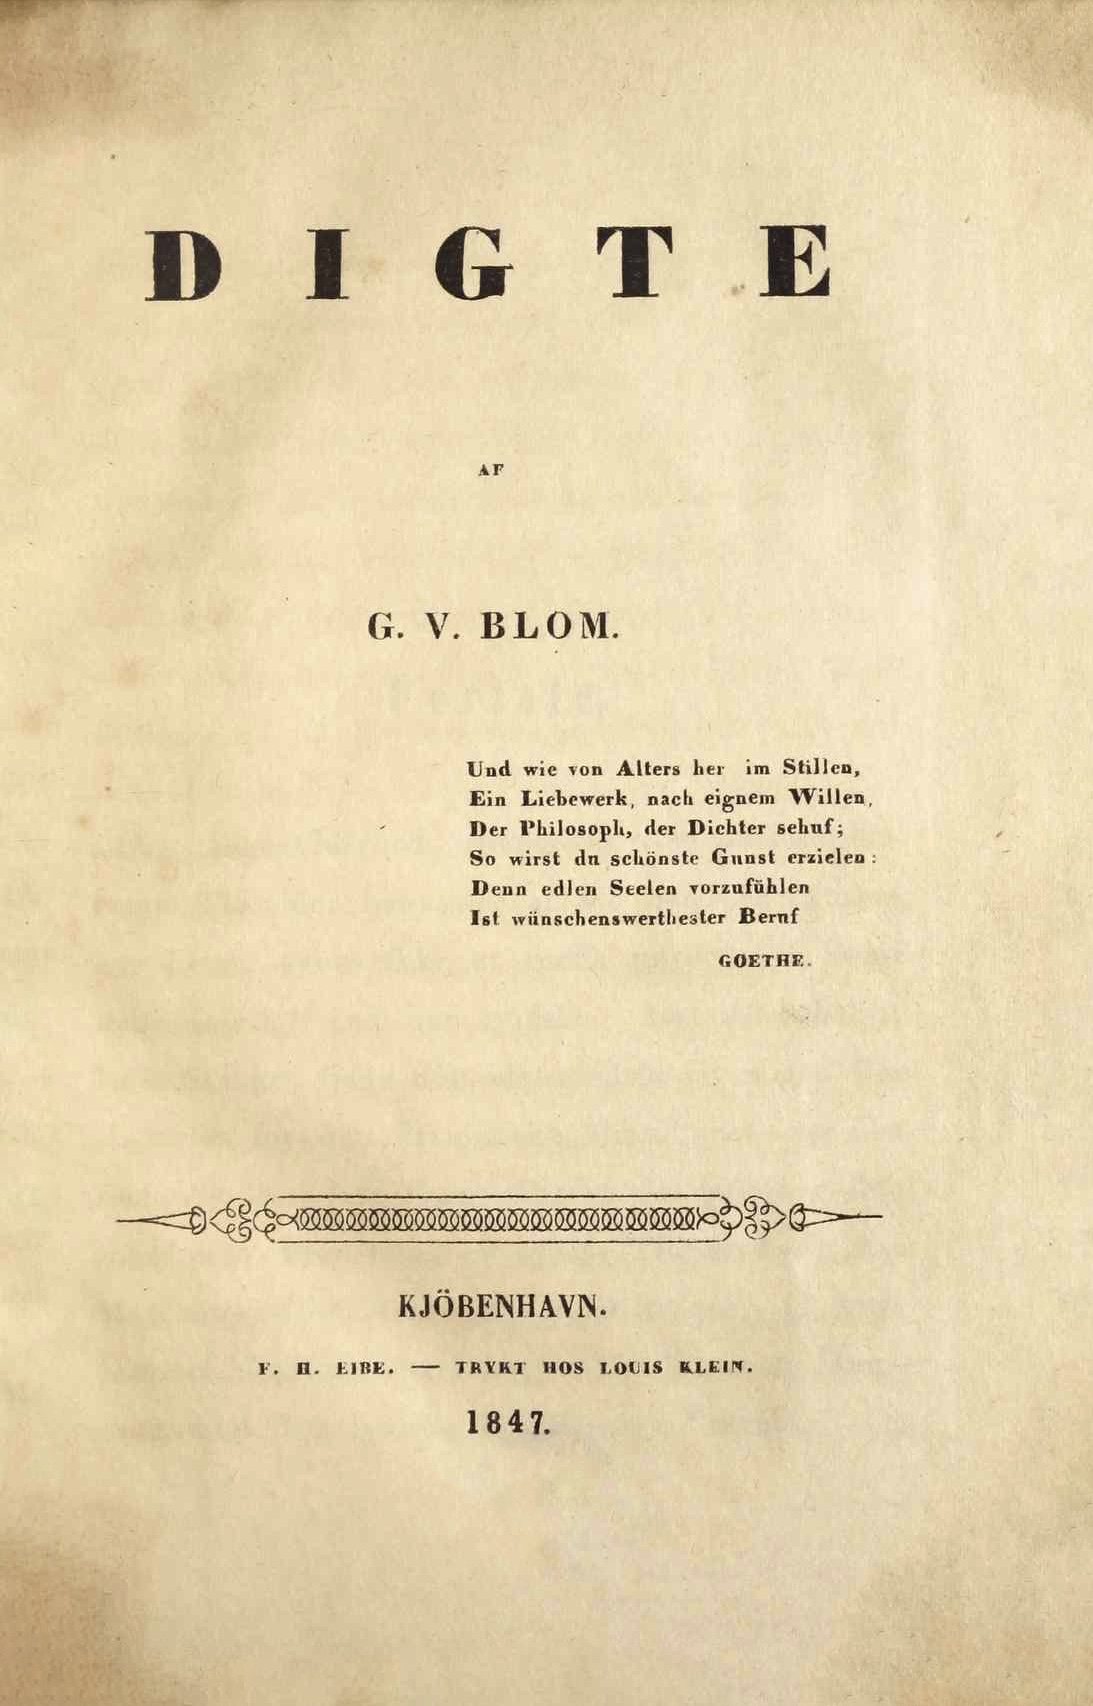 DIGTE
AF
G. V. BLOM.
Und wie von Alters her im Stillen,
Ein Liebewerk, nach eignem Willen,
Der Philosoph, der Dichter schuf;
So wirst du schönste Gunst erzielen:
Denn edlen Seelen vorzufühlen
Ist wünschenswerthester Beruf
GOETHE.
KJÖBENHAVN.
F. H. EIBE. — TRYKT HOS LOUIS KLEIN.
1847.